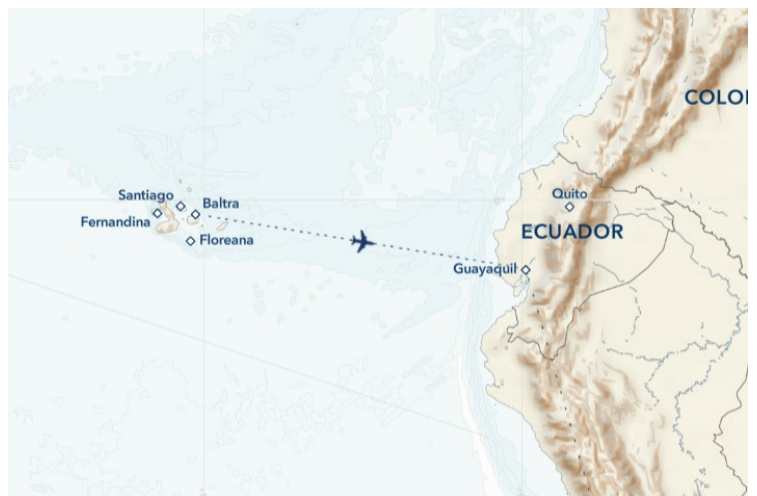 COLO
Santiago
Baltra
Fernandina
Floreana
Quito
ECUADOR
Guayaquil